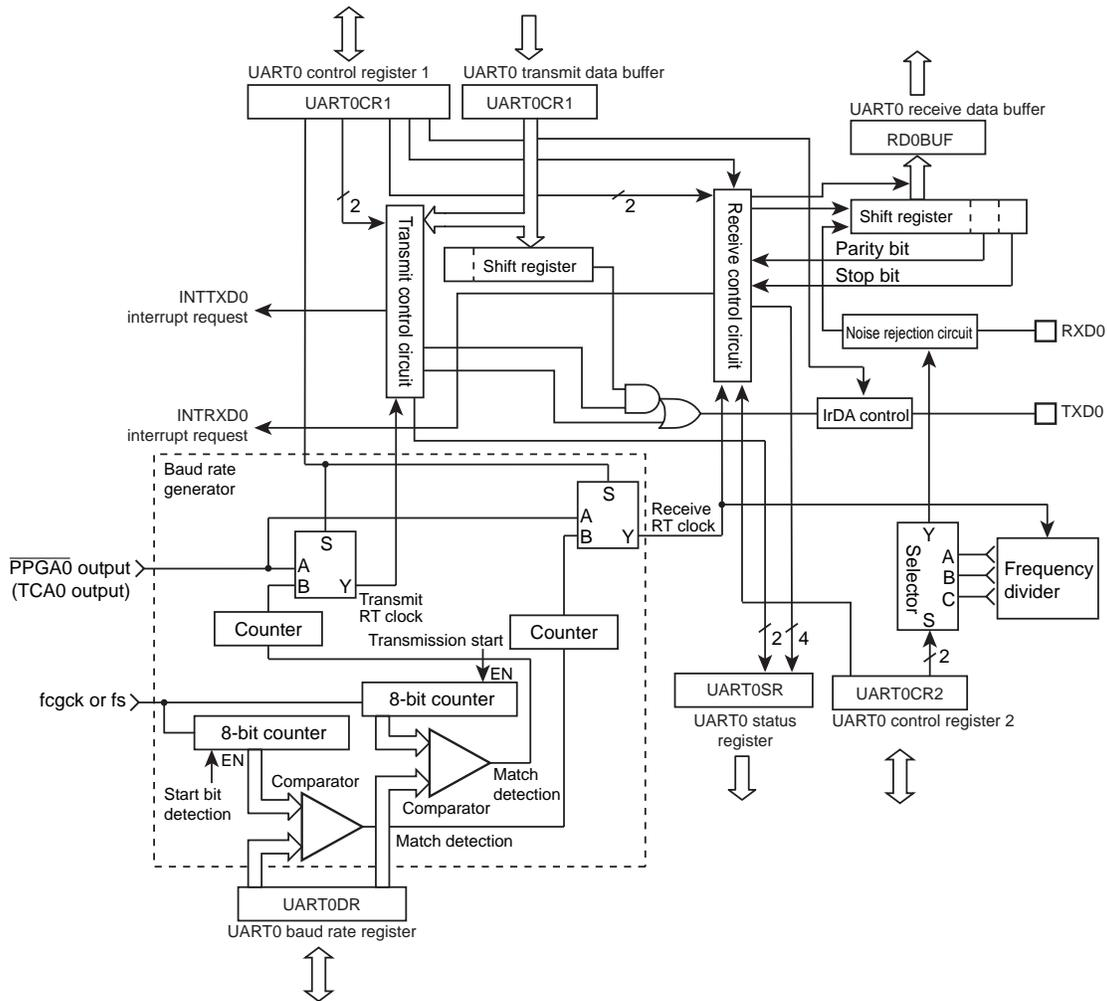 UART0 control register 1
UART0CR1
UART0 transmit data buffer
UART0CR1
UART0 receive data buffer
RD0BUF
2
2
Transmit control circuit
Receive control circuit
Shift register
Parity bit
Stop bit
Shift register
INTTXD0
interrupt request
Noise rejection circuit
RXD0
INTRXD0
interrupt request
IrDA control
TXD0
Baud rate
generator
S
A
B
Y
Receive
RT clock
S
A
B
Y
Transmit
RT clock
PPGA0 output
(TCA0 output)
Y
Selector
A
B
C
S
Frequency
divider
Counter
Counter
Transmission start
EN
2
4
2
fcgck or fs
8-bit counter
8-bit counter
EN
Start bit
detection
Comparator
Comparator
Match
detection
Match detection
UART0SR
UART0 status
register
UART0CR2
UART0 control register 2
UART0DR
UART0 baud rate register